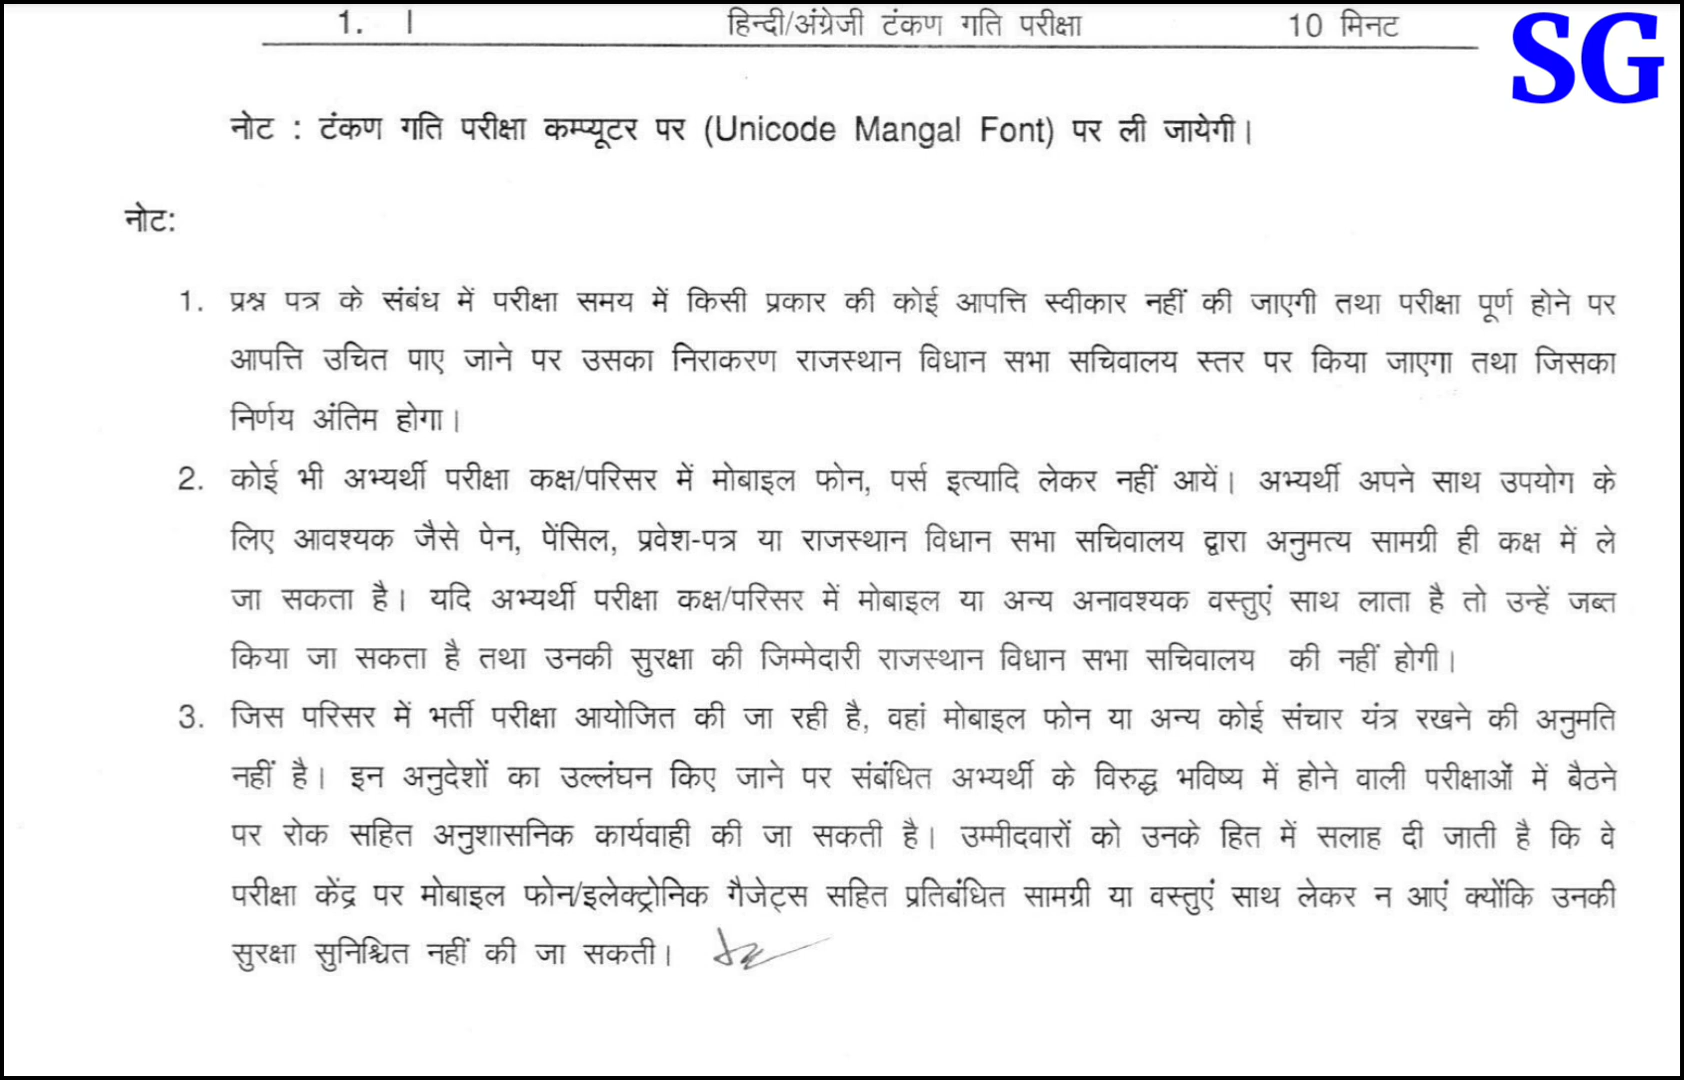 1. I हिन्दी/अंग्रेजी टंकण गति परीक्षा 10 मिनट
SG
नोट : टंकण गति परीक्षा कम्प्यूटर पर (Unicode Mangal Font) पर ली जायेगी।
नोट:
1. प्रश्न पत्र के संबंध में परीक्षा समय में किसी प्रकार की कोई आपत्ति स्वीकार नहीं की जाएगी तथा परीक्षा पूर्ण होने पर
आपत्ति उचित पाए जाने पर उसका निराकरण राजस्थान विधान सभा सचिवालय स्तर पर किया जाएगा तथा जिसका
निर्णय अंतिम होगा।
2. कोई भी अभ्यर्थी परीक्षा कक्ष/परिसर में मोबाइल फोन, पर्स इत्यादि लेकर नहीं आयें। अभ्यर्थी अपने साथ उपयोग के
लिए आवश्यक जैसे पेन, पेंसिल, प्रवेश-पत्र या राजस्थान विधान सभा सचिवालय द्वारा अनुमत्य सामग्री ही कक्ष में ले
जा सकता है। यदि अभ्यर्थी परीक्षा कक्ष/परिसर में मोबाइल या अन्य अनावश्यक वस्तुएं साथ लाता है तो उन्हें जब्त
किया जा सकता है तथा उनकी सुरक्षा की जिम्मेदारी राजस्थान विधान सभा सचिवालय की नहीं होगी।
3. जिस परिसर में भर्ती परीक्षा आयोजित की जा रही है, वहां मोबाइल फोन या अन्य कोई संचार यंत्र रखने की अनुमति
नहीं है। इन अनुदेशों का उल्लंघन किए जाने पर संबंधित अभ्यर्थी के विरुद्ध भविष्य में होने वाली परीक्षाओं में बैठने
पर रोक सहित अनुशासनिक कार्यवाही की जा सकती है। उम्मीदवारों को उनके हित में सलाह दी जाती है कि वे
परीक्षा केंद्र पर मोबाइल फोन/इलेक्ट्रोनिक गैजेट्स सहित प्रतिबंधित सामग्री या वस्तुएं साथ लेकर न आएं क्योंकि उनकी
सुरक्षा सुनिश्चित नहीं की जा सकती।